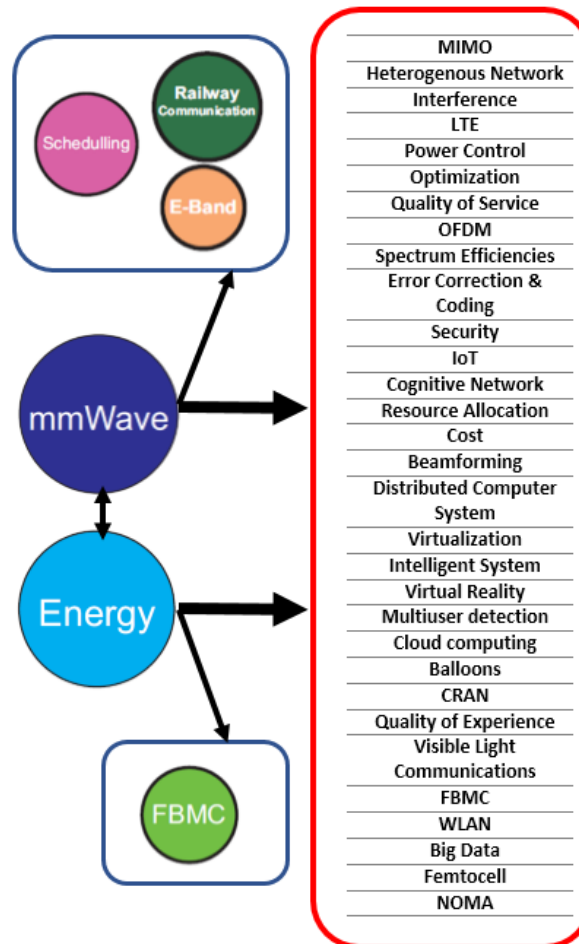 Schedulling
Railway
Communication
E-Band
mmWave
Energy
FBMC
MIMO
Heterogenous Network
Interference
LTE
Power Control
Optimization
Quality of Service
OFDM
Spectrum Efficiencies
Error Correction &
Coding
Security
IoT
Cognitive Network
Resource Allocation
Cost
Beamforming
Distributed Computer
System
Virtualization
Intelligent System
Virtual Reality
Multiuser detection
Cloud computing
Balloons
CRAN
Quality of Experience
Visible Light
Communications
FBMC
WLAN
Big Data
Femtocell
NOMA